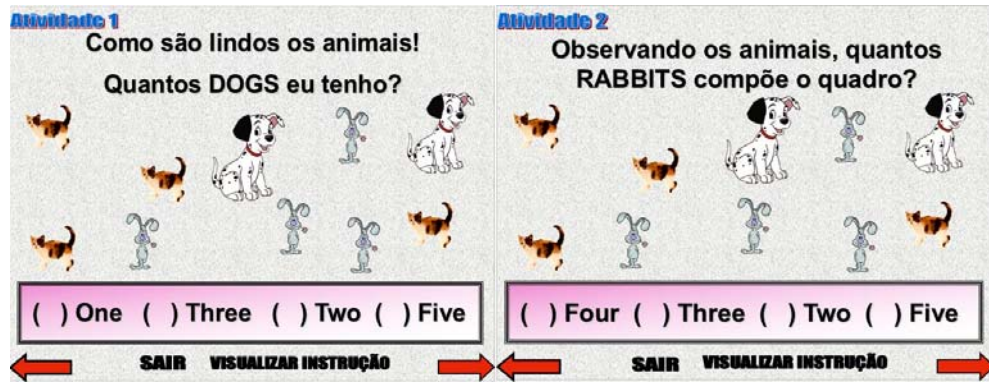 Atividade 1
Como são lindos os animais!
Quantos DOGS eu tenho?
( ) One ( ) Three ( ) Two ( ) Five
SAIR VISUALIZAR INSTRUÇÃO
Atividade 2
Observando os animais, quantos
RABBITS compõe o quadro?
( ) Four ( ) Three ( ) Two ( ) Five
SAIR VISUALIZAR INSTRUÇÃO